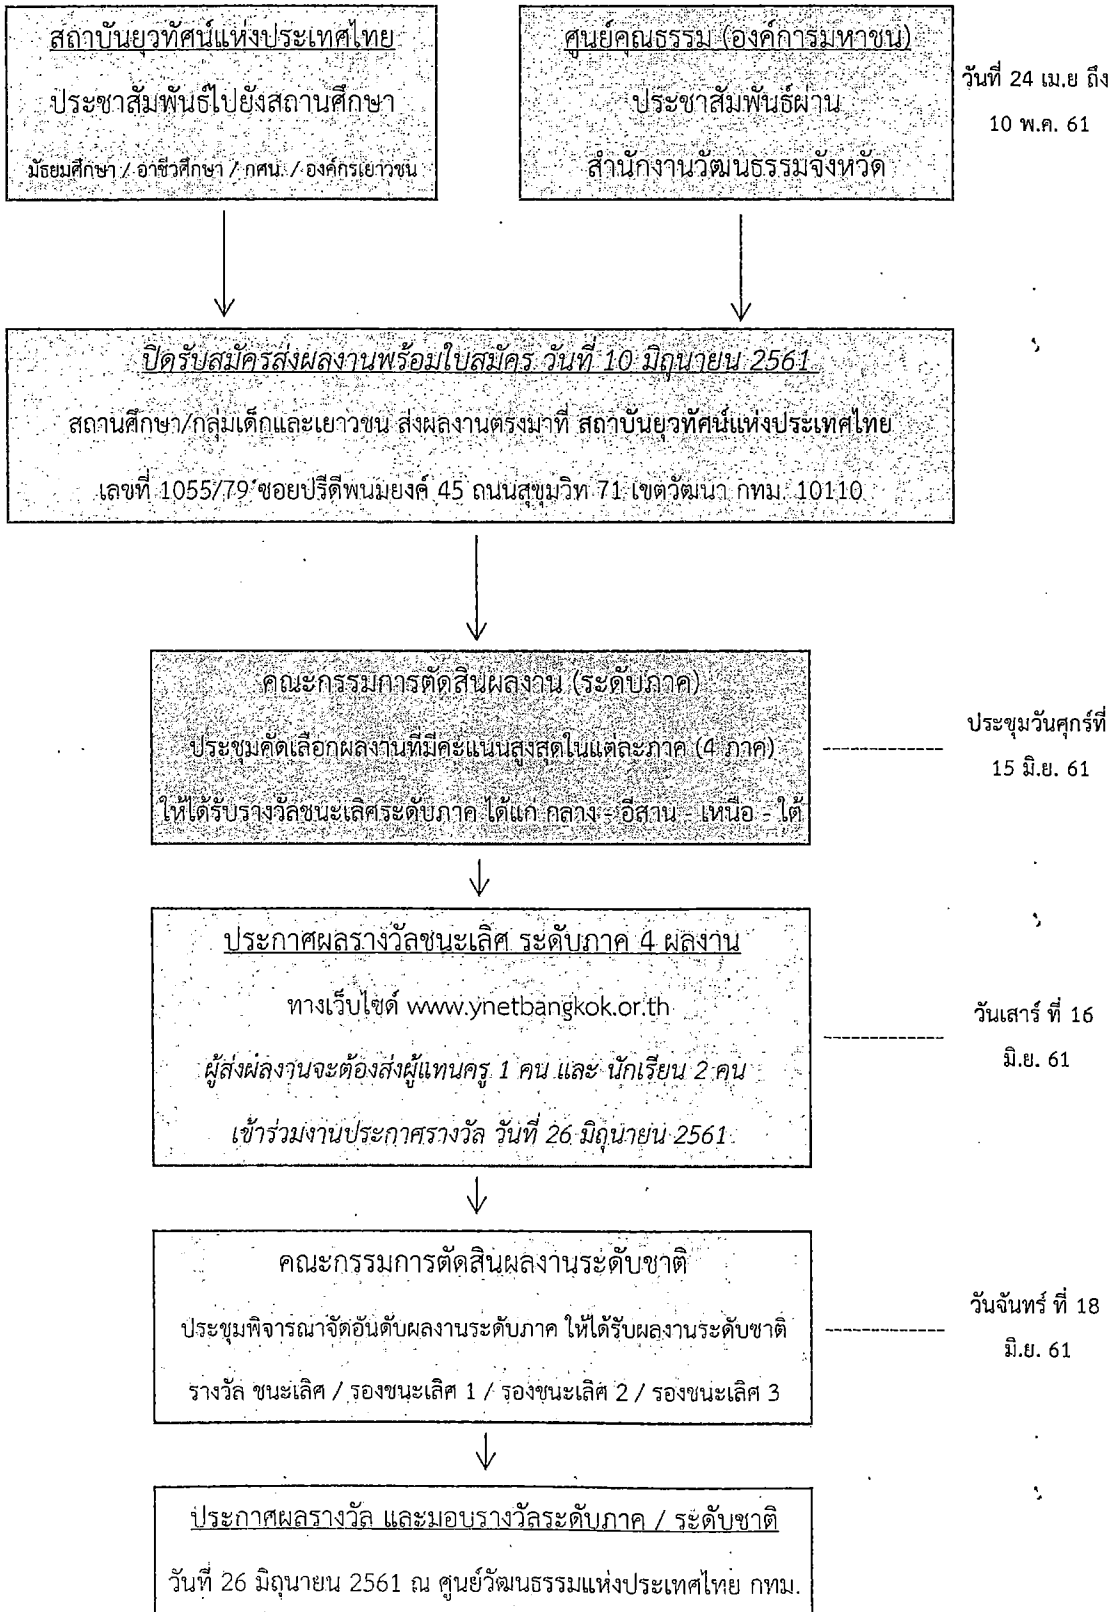 สถาบันยุวทัศน์แห่งประเทศไทย
ประชาสัมพันธ์ไปยังสถานศึกษา
มัธยมศึกษา / อาชีวศึกษา / กศน. / องค์กรเยาวชน
ศูนย์คุณธรรม (องค์การมหาชน)
ประชาสัมพันธ์ผ่าน
สำนักงานวัฒนธรรมจังหวัด
วันที่ 24 เม.ย ถึง
10 พ.ค. 61
ปิดรับสมัครส่งผลงานพร้อมใบสมัคร วันที่ 10 มิถุนายน 2561
สถานศึกษา/กลุ่มเด็กและเยาวชน ส่งผลงานตรงมาที่ สถาบันยุวทัศน์แห่งประเทศไทย
เลขที่ 1055/79 ซอยปรีดีพนมยงค์ 45 ถนนสุขุมวิท 71 เขตวัฒนา กทม. 10110
คณะกรรมการตัดสินผลงาน (ระดับภาค)
ประชุมคัดเลือกผลงานที่มีคะแนนสูงสุดในแต่ละภาค (4 ภาค)
ให้ได้รับรางวัลชนะเลิศระดับภาค ได้แก่ กลาง - อีสาน - เหนือ - ใต้
ประชุมวันศุกร์ที่
15 มิ.ย. 61
ประกาศผลรางวัลชนะเลิศ ระดับภาค 4 ผลงาน
ทางเว็บไซต์ www.ynetbangkok.or.th
ผู้ส่งผลงานจะต้องส่งผู้แทนครู 1 คน และ นักเรียน 2 คน
เข้าร่วมงานประกาศรางวัล วันที่ 26 มิถุนายน 2561
วันเสาร์ ที่ 16
มิ.ย. 61
คณะกรรมการตัดสินผลงานระดับชาติ
ประชุมพิจารณาจัดอันดับผลงานระดับภาค ให้ได้รับผลงานระดับชาติ
รางวัล ชนะเลิศ / รองชนะเลิศ 1 / รองชนะเลิศ 2 / รองชนะเลิศ 3
วันจันทร์ ที่ 18
มิ.ย. 61
ประกาศผลรางวัล และมอบรางวัลระดับภาค / ระดับชาติ
วันที่ 26 มิถุนายน 2561 ณ ศูนย์วัฒนธรรมแห่งประเทศไทย กทม.